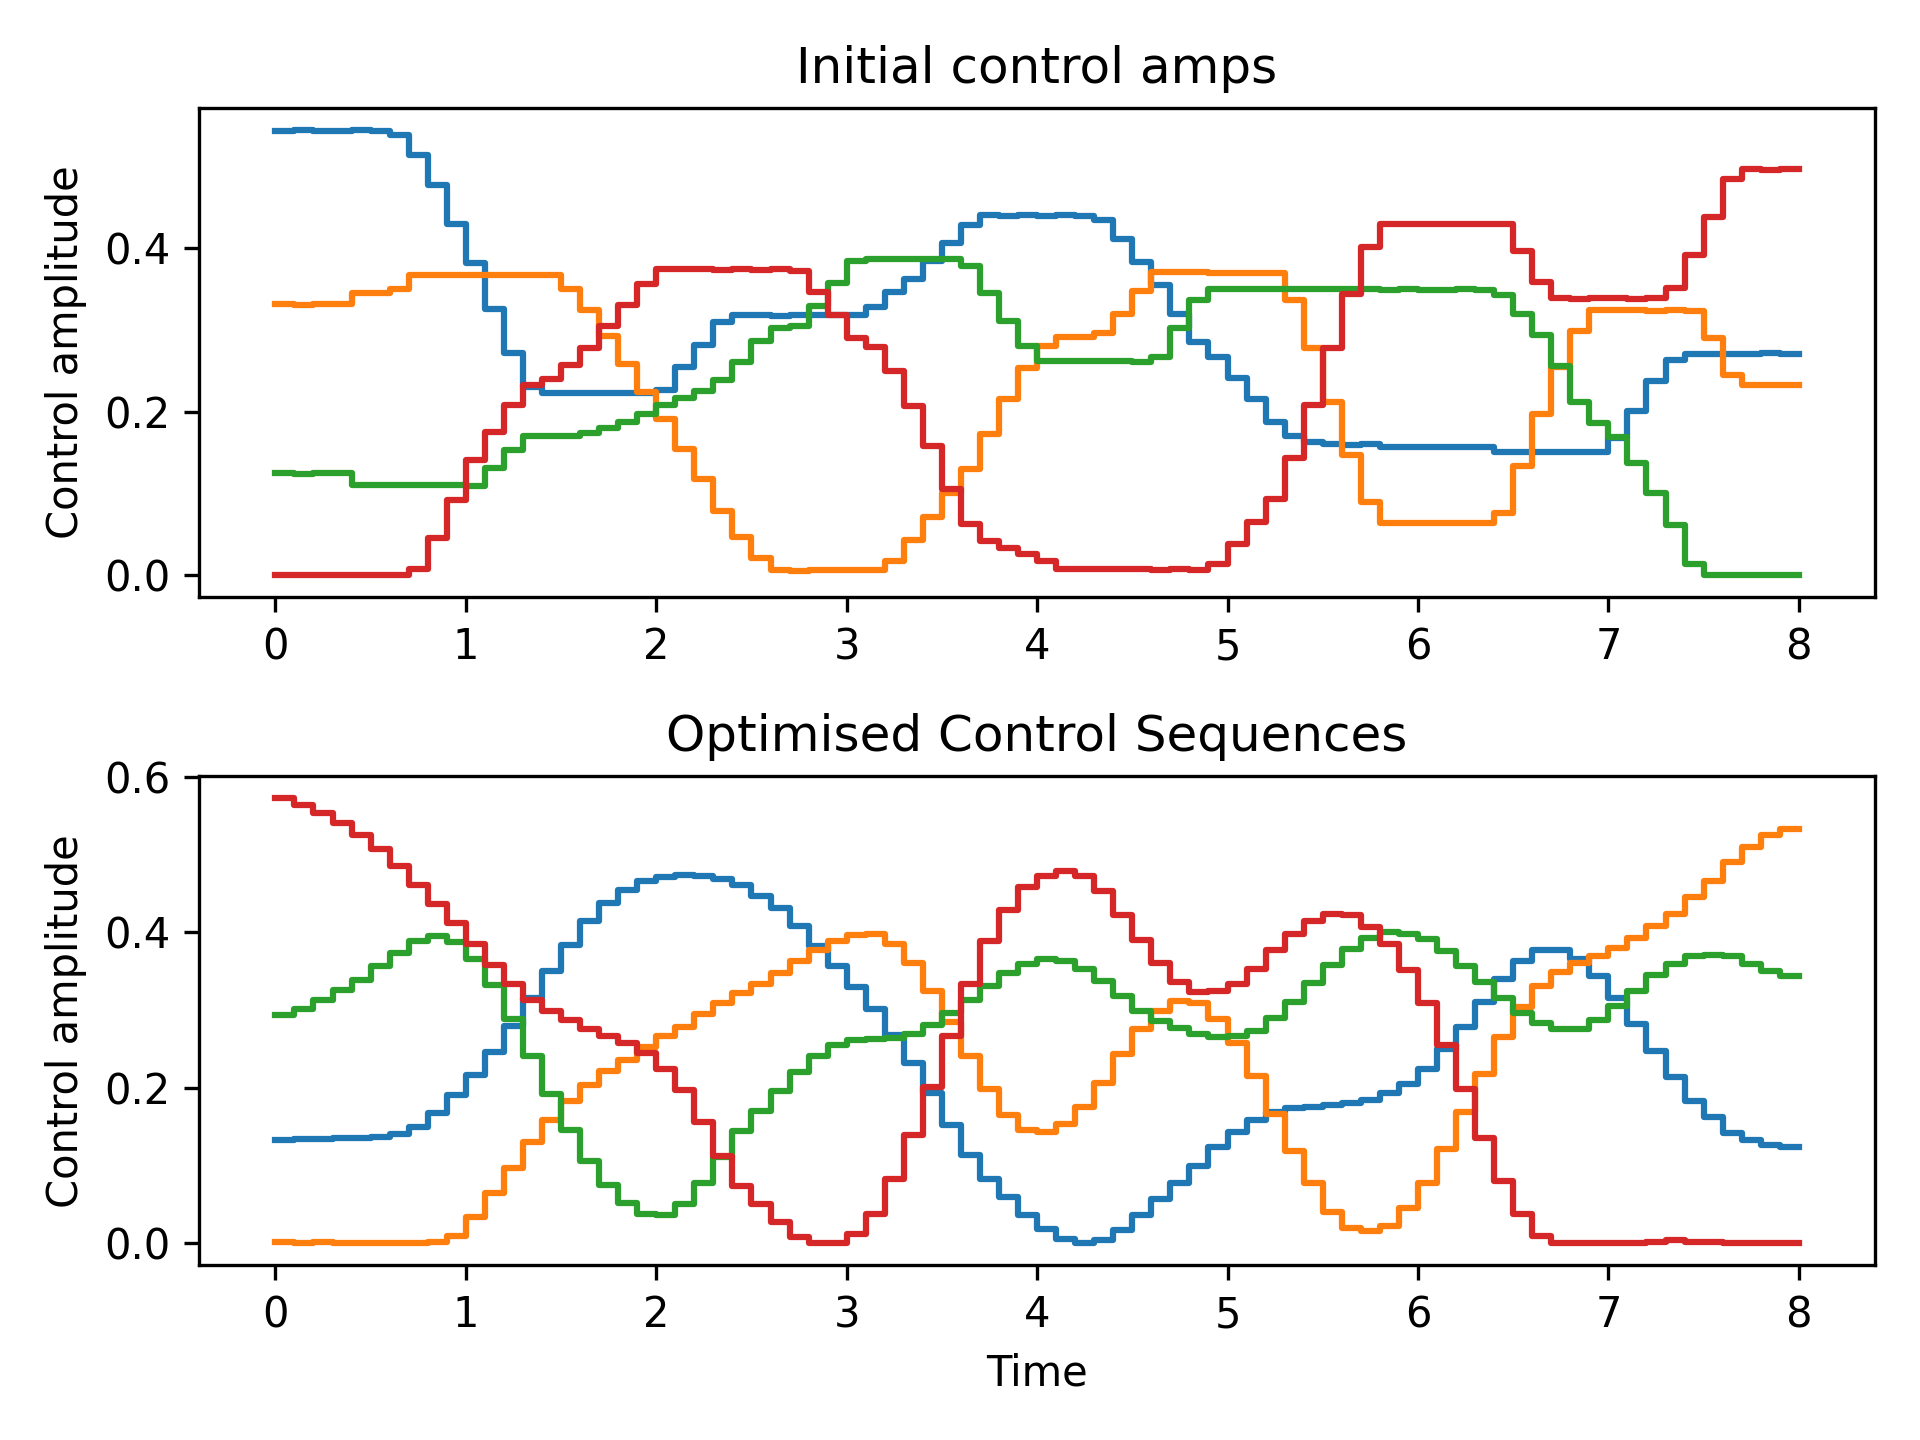 Initial control amps
Control amplitude
0.4
0.2
0.0
0 1 2 3 4 5 6 7 8
Optimised Control Sequences
Control amplitude
0.6
0.4
0.2
0.0
0 1 2 3 4 5 6 7 8
Time